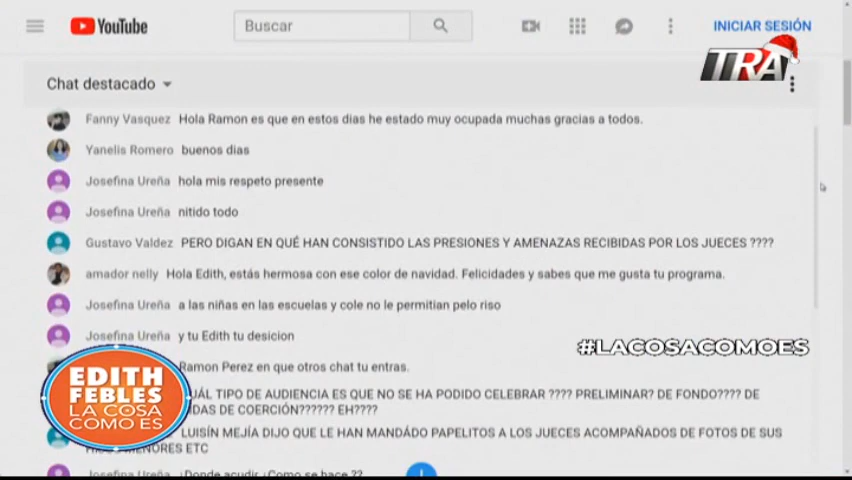 YouTube
Buscar
INICIAR SESIÓN
TRA
Chat destacado
Fanny Vasquez Hola Ramon es que en estos dias he estado muy ocupada muchas gracias a todos.
Yanelis Romero buenos dias
Josefina Ureña hola mis respeto presente
Josefina Ureña nitido todo
Gustavo Valdez PERO DIGAN EN QUÉ HAN CONSISTIDO LAS PRESIONES Y AMENAZAS RECIBIDAS POR LOS JUECES ????
amador nelly Hola Edith, estás hermosa con ese color de navidad. Felicidades y sabes que me gusta tu programa.
Josefina Ureña a las niñas en las escuelas y cole no le permitian pelo riso
Josefina Ureña y tu Edith tu desicion
#LACOSACOMOES
Ramon Perez en que otros chat tu entras.
EDITH
FEBLES
LA COSA
COMO ES
TIPO DE AUDIENCIA ES QUE NO SE HA PODIDO CELEBRAR ???? PRELIMINAR? DE FONDO???? DE
DE COERCIÓN?????? EH????
LUISÍN MEJÍA DIJO QUE LE HAN MANDÁDO PAPELITOS A LOS JUECES ACOMPAÑADOS DE FOTOS DE SUS
MENORES ETC
Josefina Ureña ¿Donde acudir ¿Como se hace ??